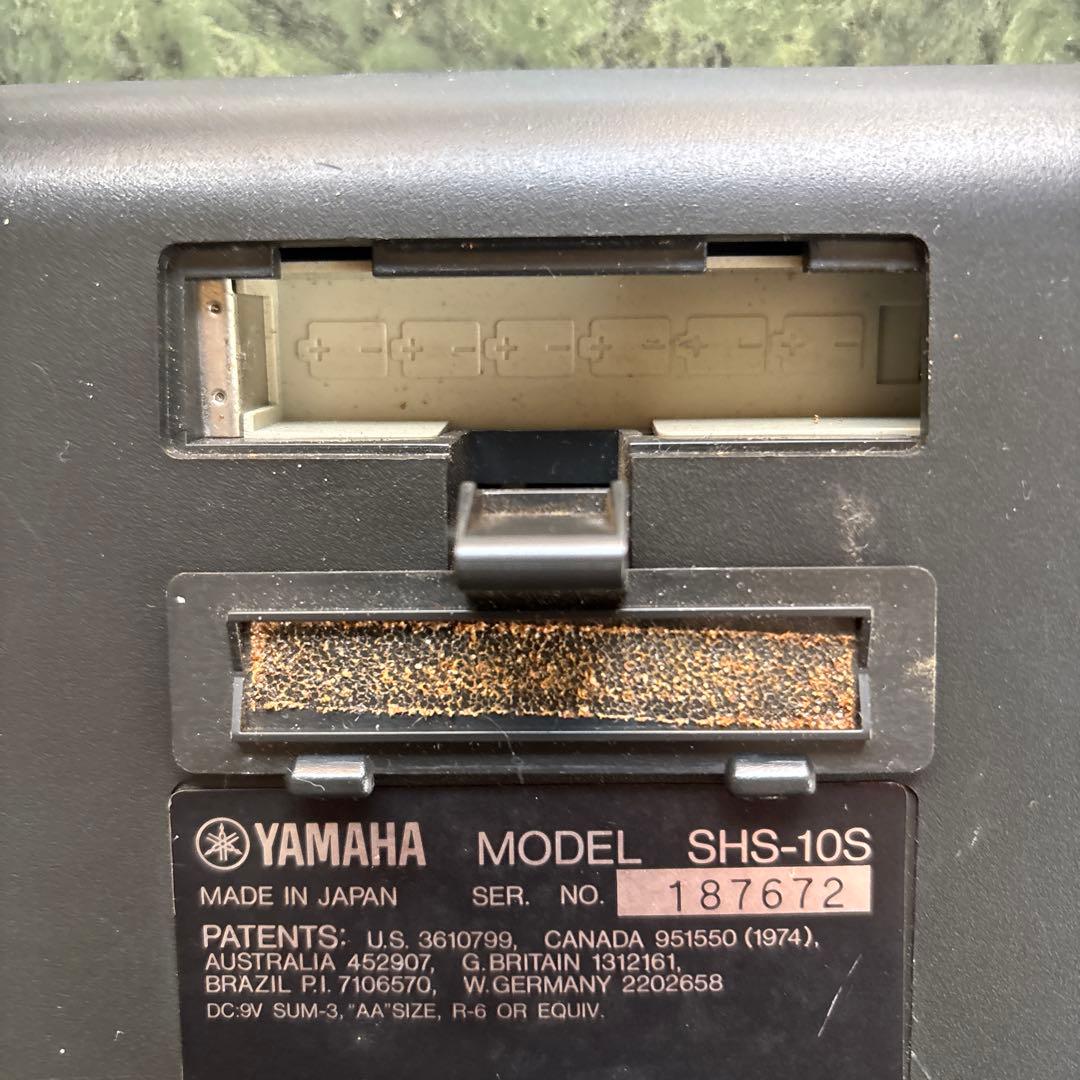 + - + - + - + - + - + -
YAMAHA MODEL SHS-10S
MADE IN JAPAN SER. NO. 187672
PATENTS: U.S. 3610799, CANADA 951550 (1974),
AUSTRALIA 452907, G.BRITAIN 1312161,
BRAZIL P.I. 7106570, W.GERMANY 2202658
DC:9V SUM-3, "AA"SIZE, R-6 OR EQUIV.